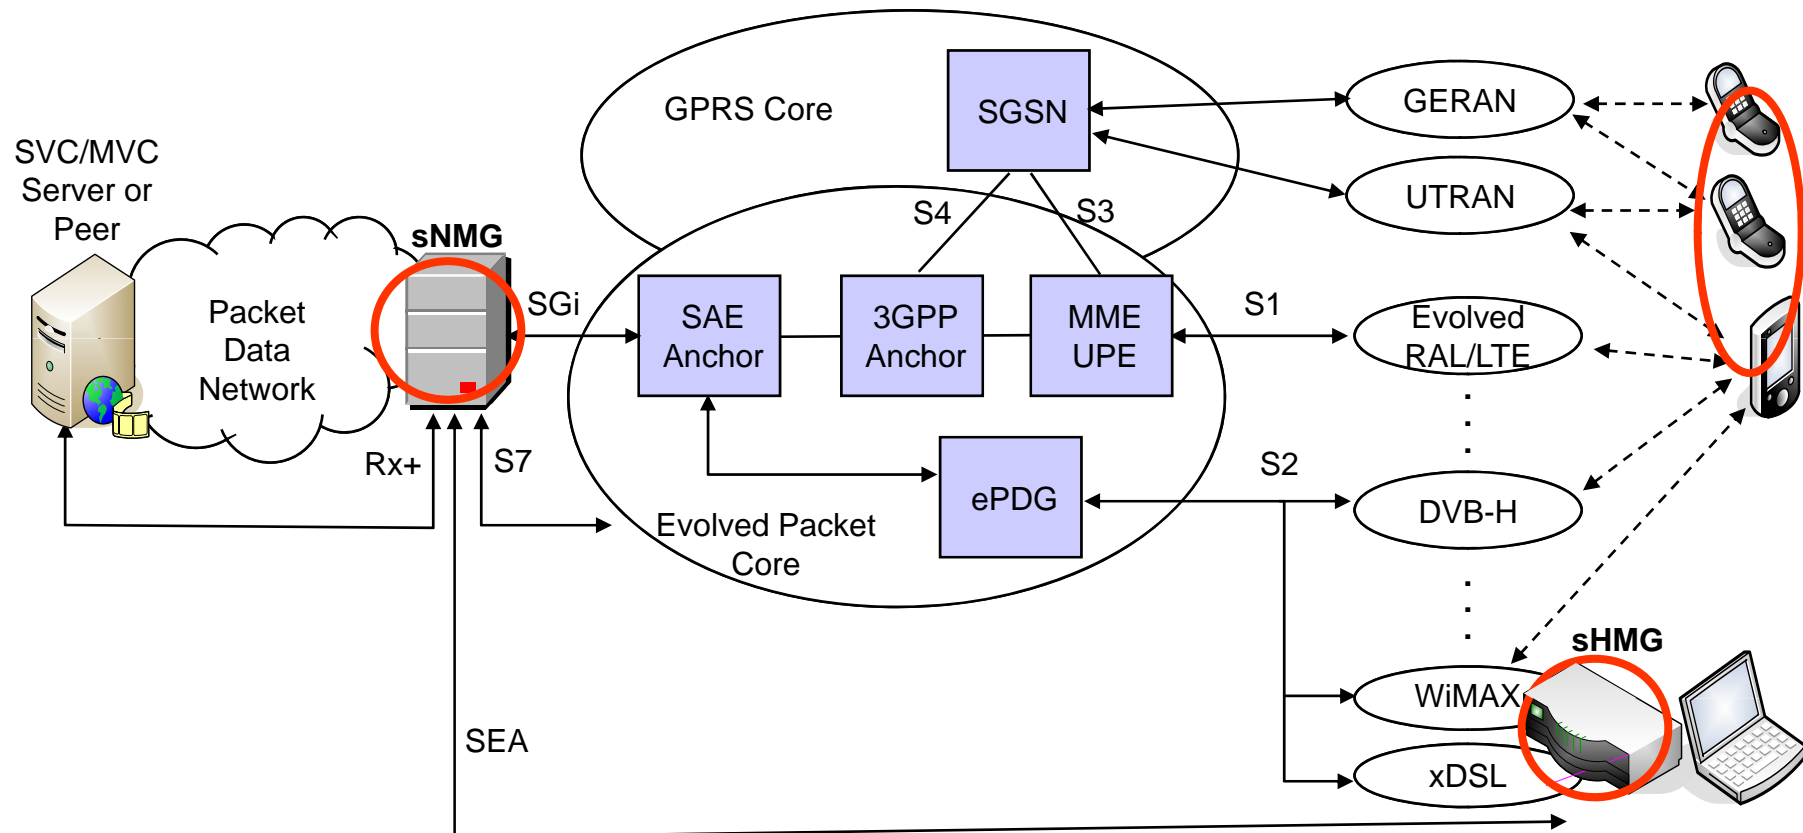 GPRS Core
SGSN
GERAN
UTRAN
SVC/MVC
Server or
Peer
S4
S3
sNMG
Packet
Data
Network
SGi
SAE
Anchor
3GPP
Anchor
MME
UPE
S1
Evolved
RAL/LTE
Rx+
S7
ePDG
S2
DVB-H
Evolved Packet
Core
sHMG
WiMAX
SEA
xDSL